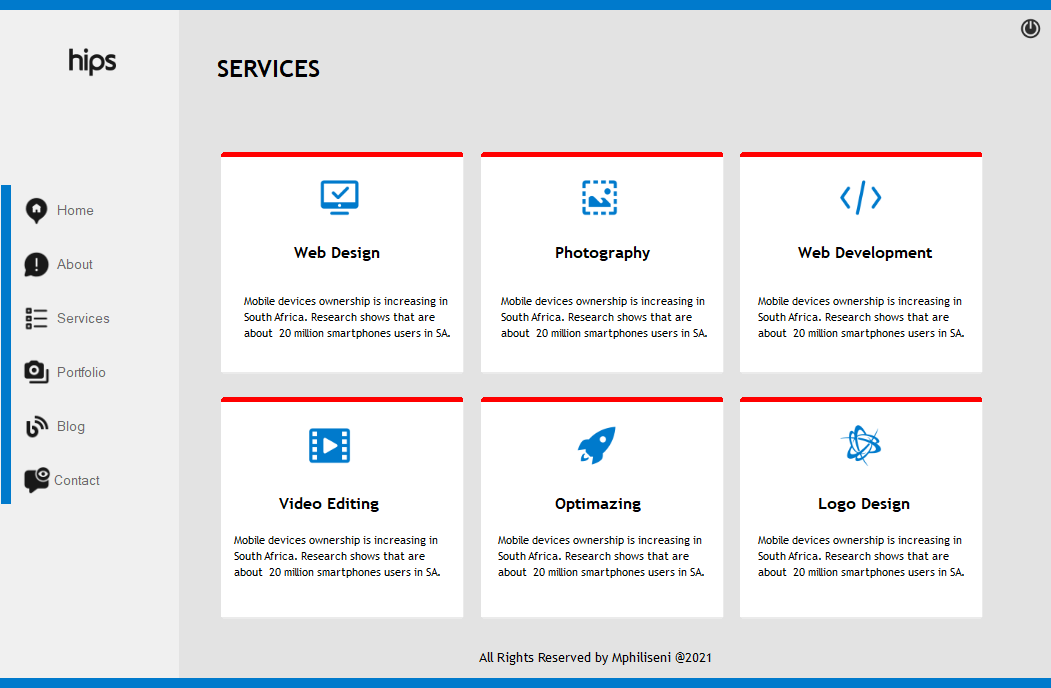 hips
SERVICES
Home
About
Services
Portfolio
Blog
Contact
Web Design
Mobile devices ownership is increasing in
South Africa. Research shows that are
about 20 million smartphones users in SA.
Photography
Mobile devices ownership is increasing in
South Africa. Research shows that are
about 20 million smartphones users in SA.
Web Development
Mobile devices ownership is increasing in
South Africa. Research shows that are
about 20 million smartphones users in SA.
Video Editing
Mobile devices ownership is increasing in
South Africa. Research shows that are
about 20 million smartphones users in SA.
Optimazing
Mobile devices ownership is increasing in
South Africa. Research shows that are
about 20 million smartphones users in SA.
Logo Design
Mobile devices ownership is increasing in
South Africa. Research shows that are
about 20 million smartphones users in SA.
All Rights Reserved by Mphiliseni @2021